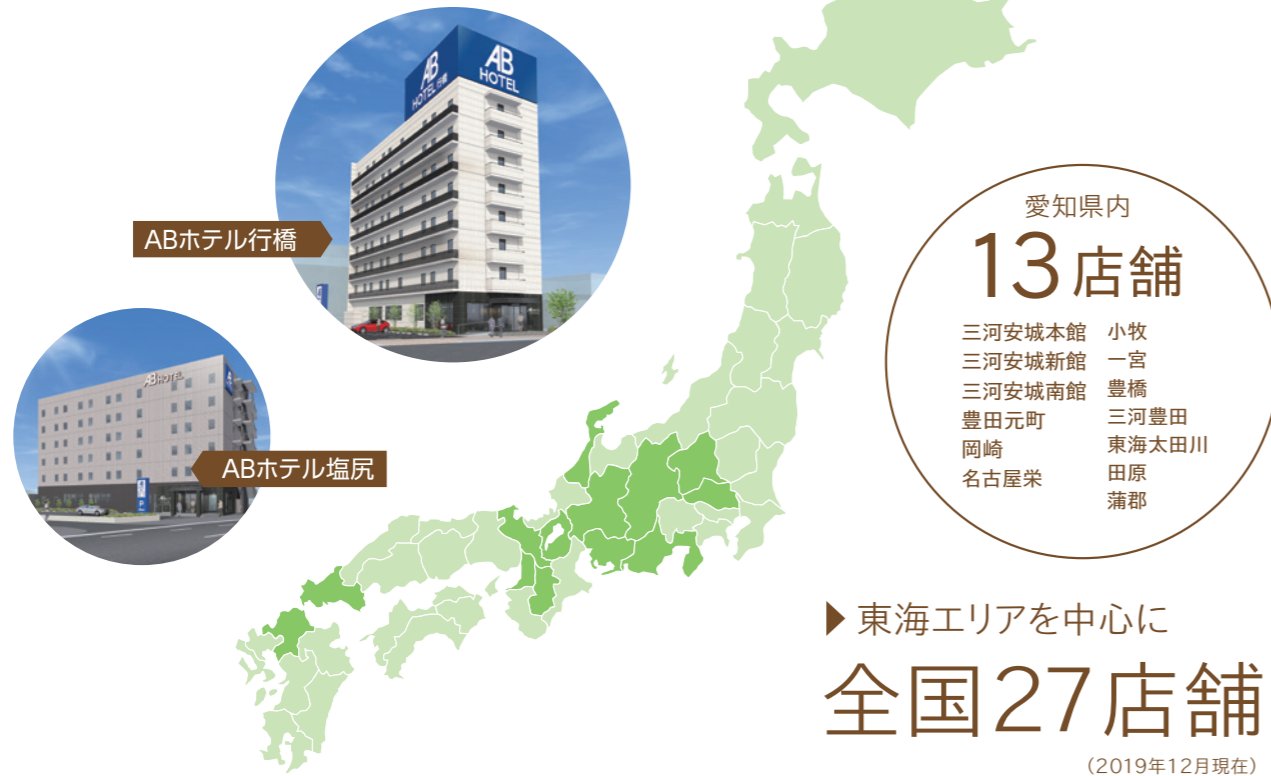 AB
HOTEL 行橋
AB
HOTEL
ABホテル行橋
AB HOTEL
ABホテル塩尻
P
愛知県内
13店舗
三河安城本館
三河安城新館
三河安城南館
豊田元町
岡崎
名古屋栄
小牧
一宮
豊橋
三河豊田
東海太田川
田原
蒲郡
▶東海エリアを中心に
全国27店舗
(2019年12月現在)